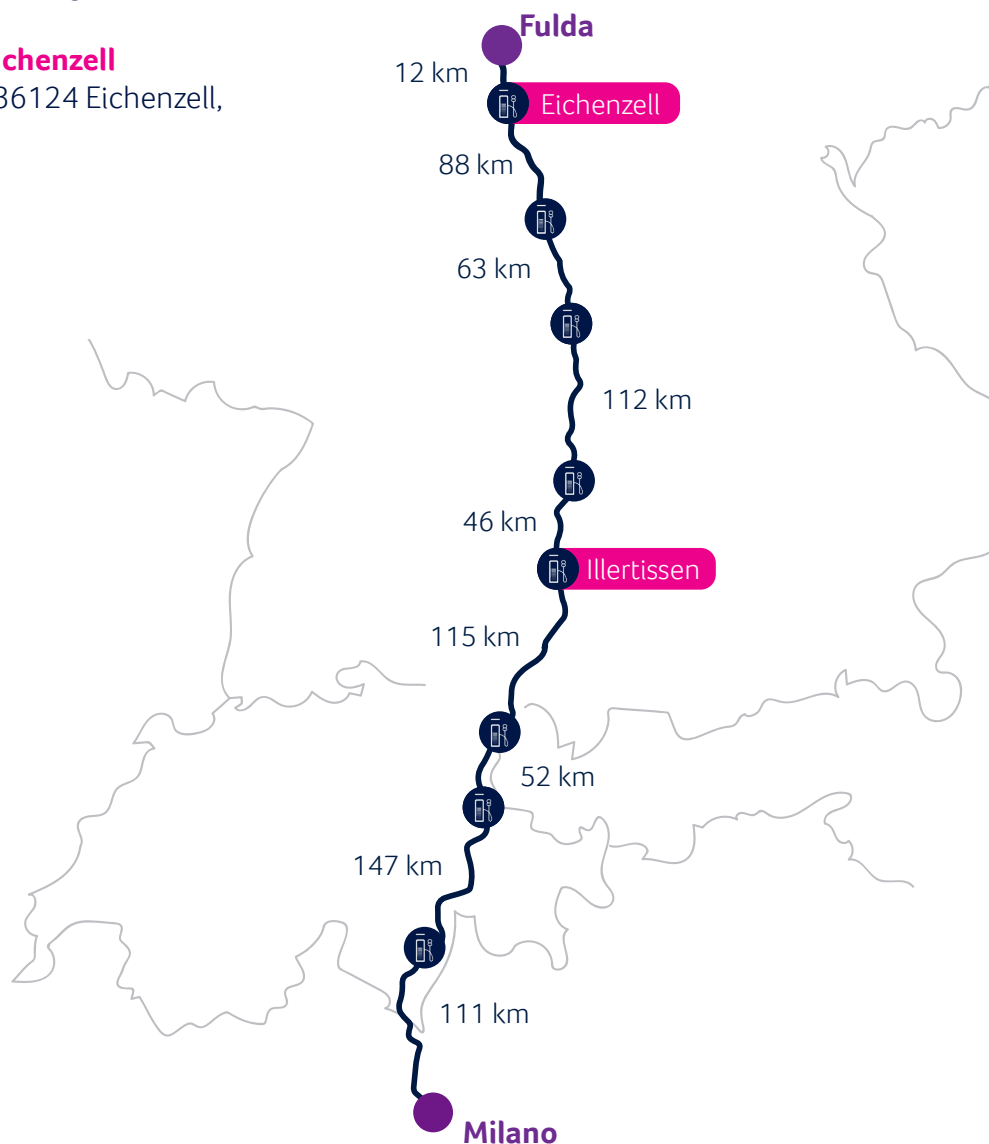 Fulda
chenzell
36124 Eichenzell,
12 km
Eichenzell
88 km
63 km
112 km
46 km
Illertissen
115 km
52 km
147 km
111 km
Milano